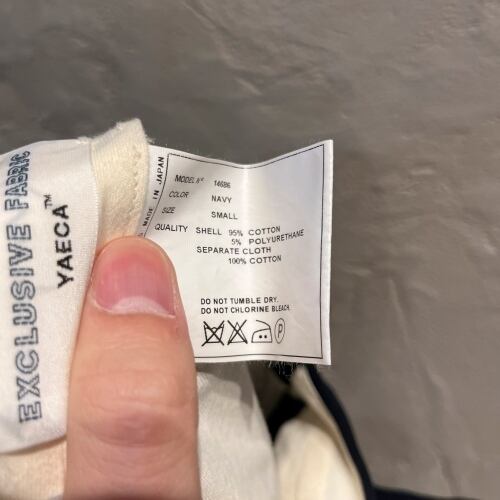 EXCLUSIVE FABRIC
YAECA™
MADE IN JAPAN
MODEL Nº 14686
COLOR NAVY
SIZE SMALL
QUALITY SHELL 95% COTTON
5% POLYURETHANE
SEPARATE CLOTH
100% COTTON
DO NOT TUMBLE DRY.
DO NOT CHLORINE BLEACH.
P